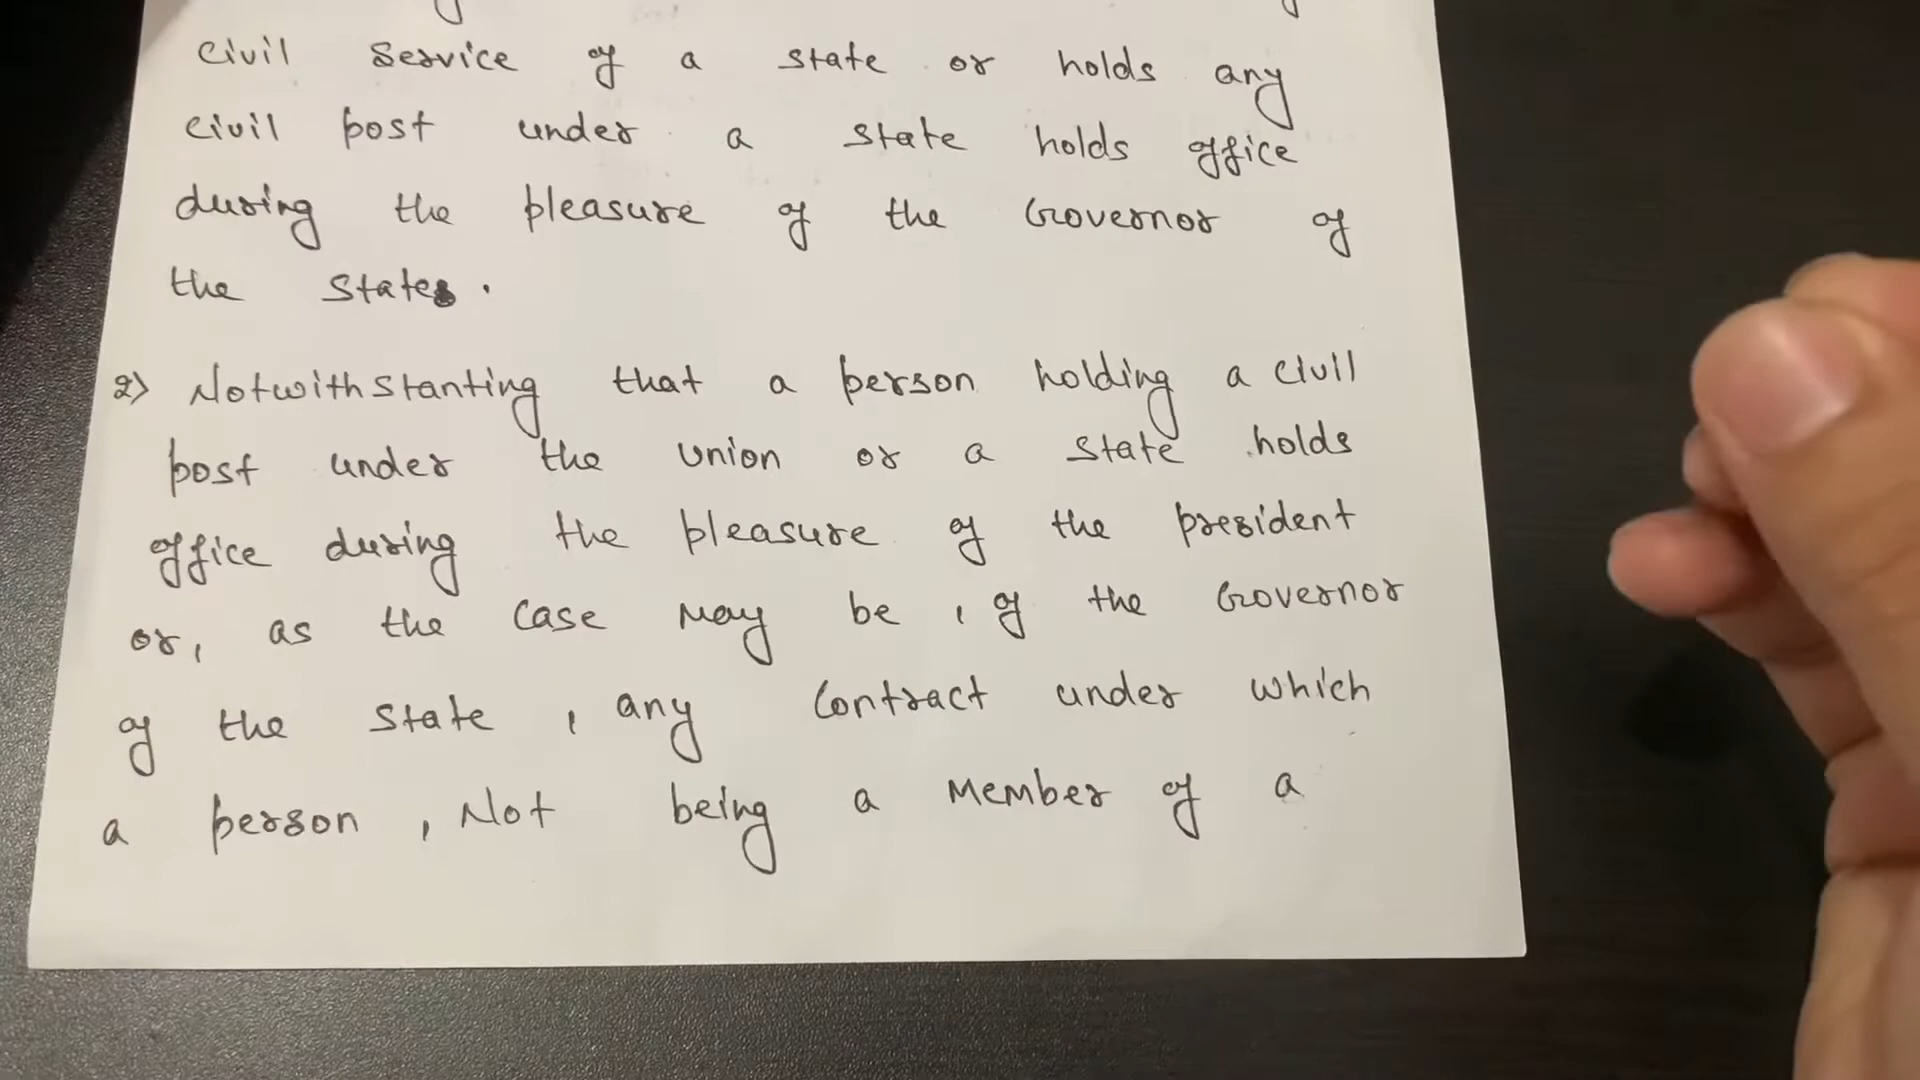 civil service of a state or holds any
civil post under a state holds office
during the pleasure of the Governor of
the state.
2) Notwithstanting that a person holding a civil
post under the union or a state holds
office during the pleasure of the president
or, as the case may be, of the Governor
of the state, any contract under which
a person, Not being a member of a